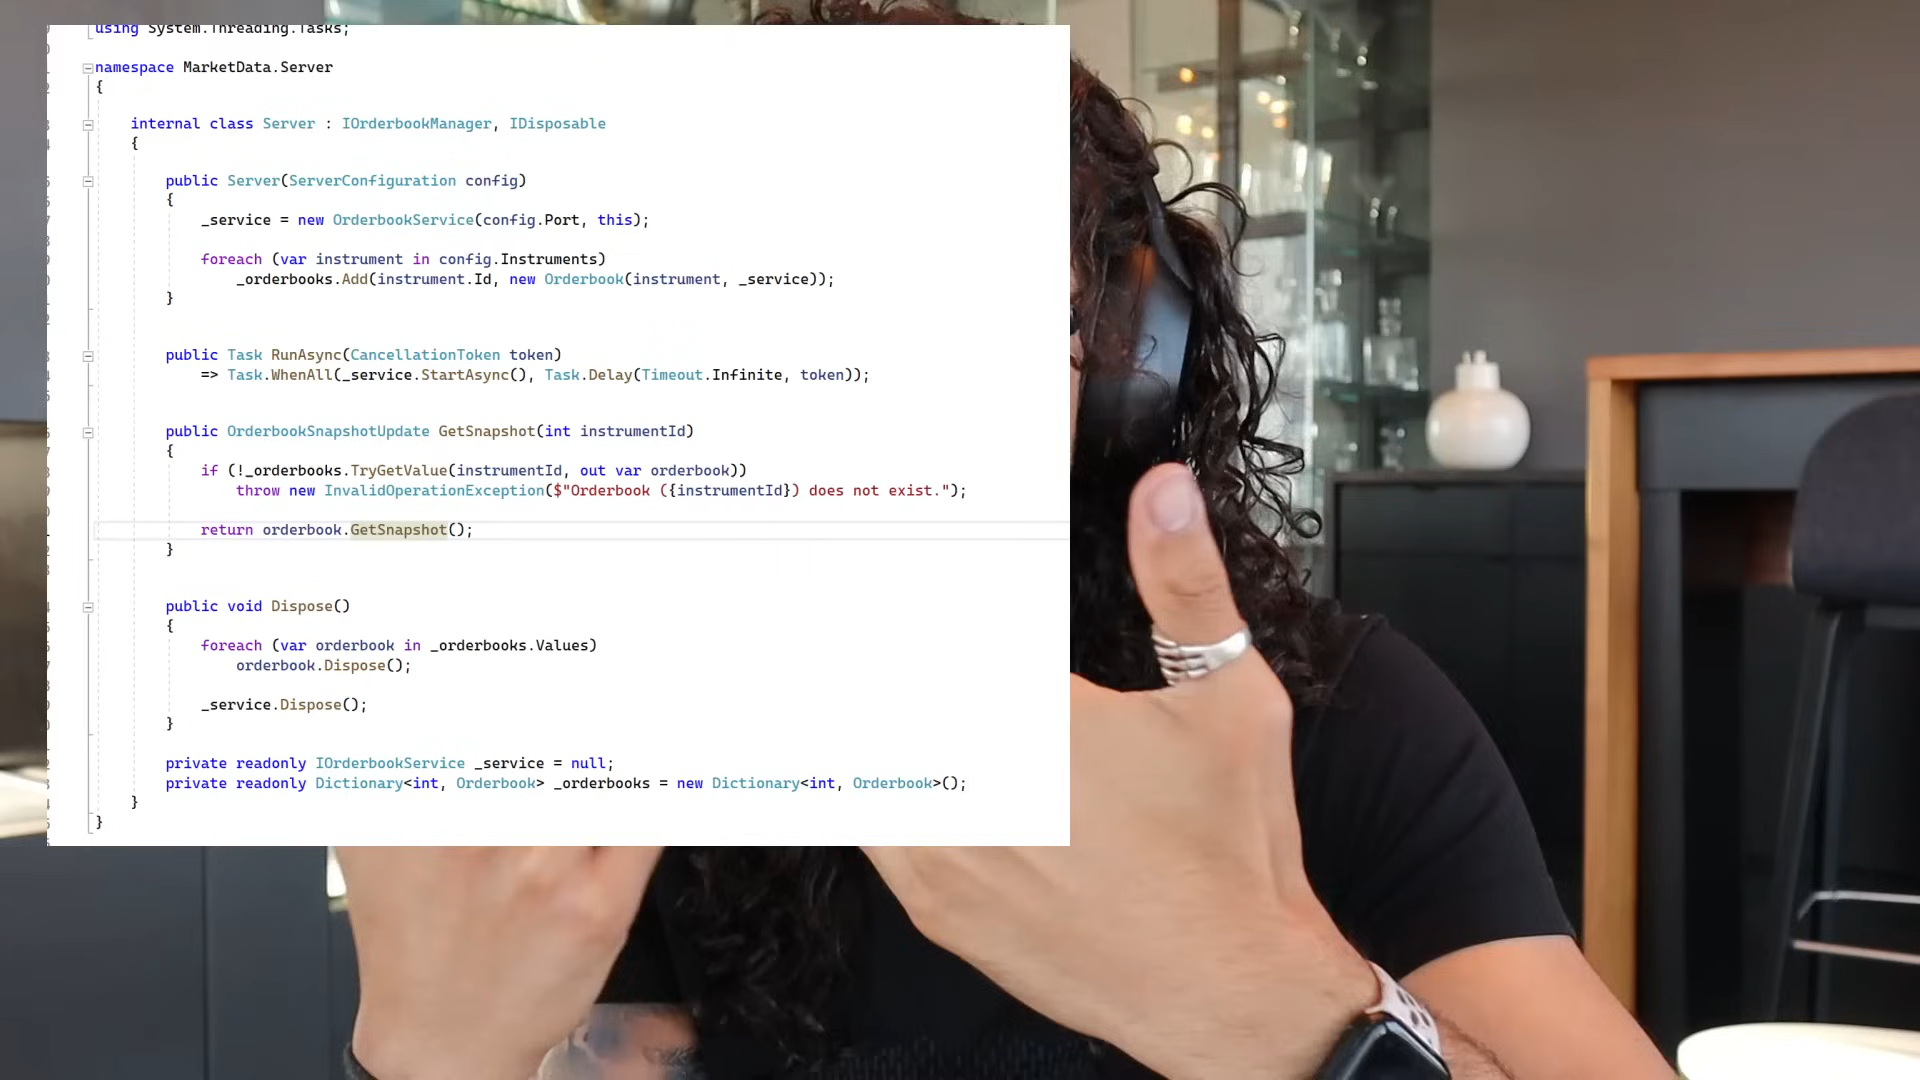 using System.Threading.Tasks;
namespace MarketData.Server
{
internal class Server : IOrderbookManager, IDisposable
{
public Server(ServerConfiguration config)
{
_service = new OrderbookService(config.Port, this);
foreach (var instrument in config.Instruments)
_orderbooks.Add(instrument.Id, new Orderbook(instrument, _service));
}
public Task RunAsync(CancellationToken token)
=> Task.WhenAll(_service.StartAsync(), Task.Delay(Timeout.Infinite, token));
public OrderbookSnapshotUpdate GetSnapshot(int instrumentId)
{
if (!_orderbooks.TryGetValue(instrumentId, out var orderbook))
throw new InvalidOperationException($"Orderbook ({instrumentId}) does not exist.");
return orderbook.GetSnapshot();
}
public void Dispose()
{
foreach (var orderbook in _orderbooks.Values)
orderbook.Dispose();
_service.Dispose();
}
private readonly IOrderbookService _service = null;
private readonly Dictionary<int, Orderbook> _orderbooks = new Dictionary<int, Orderbook>();
}
}